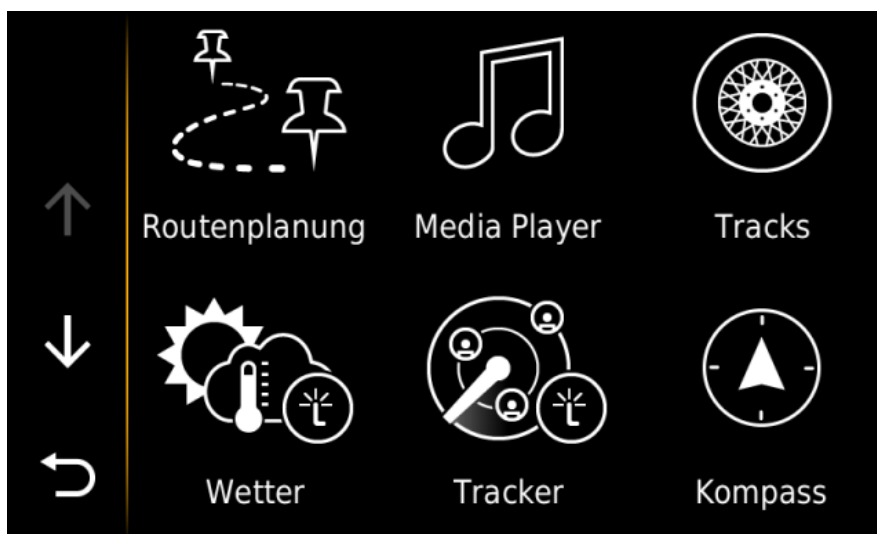 Routenplanung
Media Player
Tracks
Wetter
Tracker
Kompass